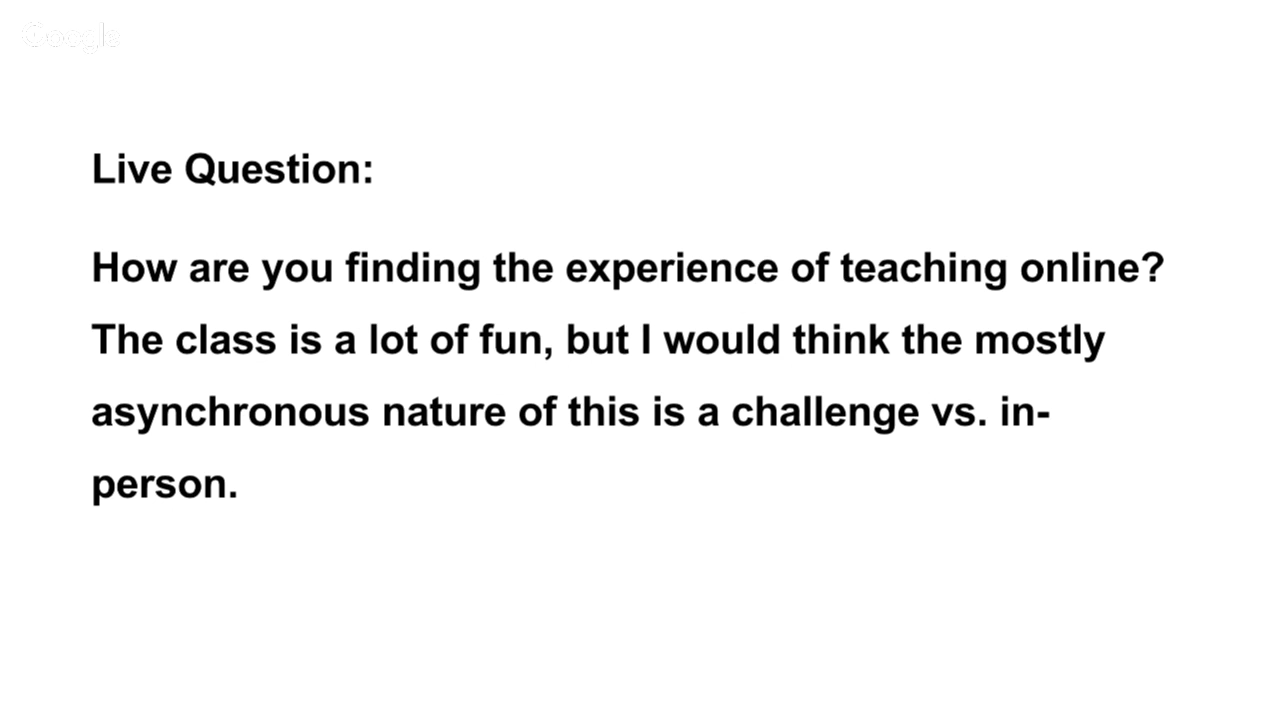 Google
Live Question:
How are you finding the experience of teaching online?
The class is a lot of fun, but I would think the mostly
asynchronous nature of this is a challenge vs. in-
person.